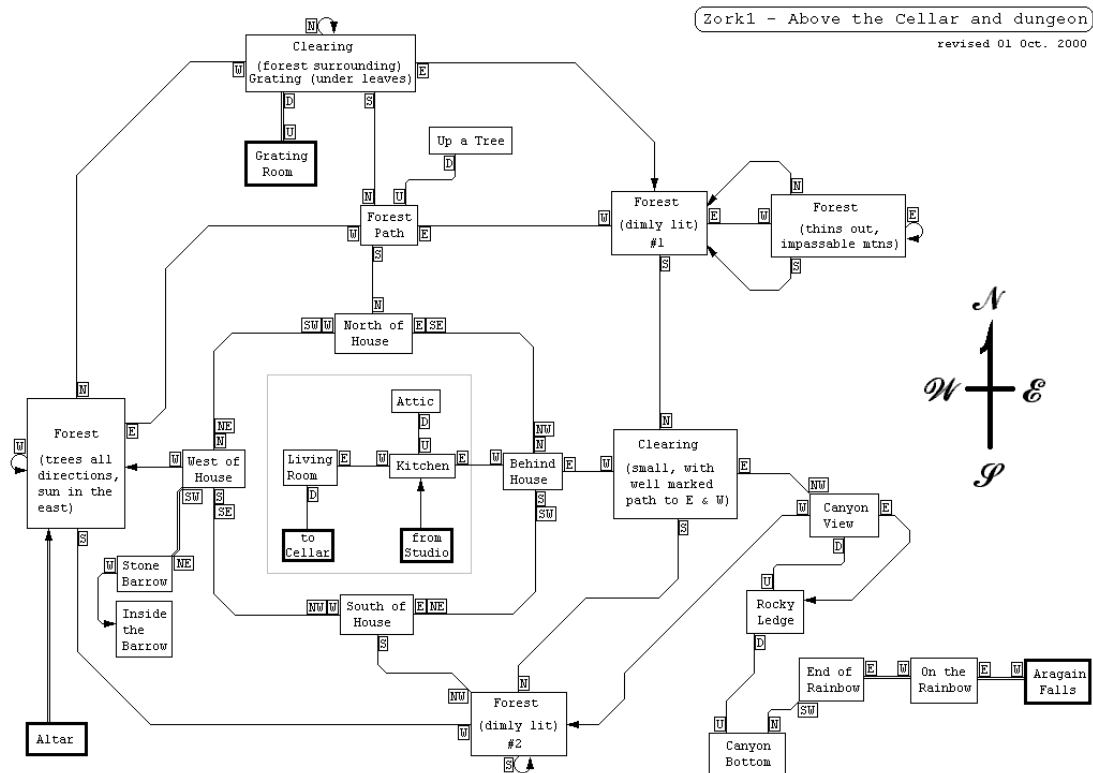 Zork1 - Above the Cellar and dungeon
revised 01 Oct. 2000
N
Clearing
(forest surrounding)
Grating (under leaves)
W
E
D
S
U
Grating
Room
Up a Tree
D
N
U
Forest
Path
W
E
S
Forest
(dimly lit)
#1
W
E
S
N
Forest
(thins out,
impassable mtns)
W
E
S
N
North of
House
SW W
E SE
N
W
E
S
Forest
(trees all
directions,
sun in the
east)
NE
N
West of
House
W
SW
S
SE
Attic
D
U
Kitchen
W
E
Living
Room
E
D
to
Cellar
from
Studio
NW
N
Behind
House
W
E
S
SW
N
Clearing
(small, with
well marked
path to E & W)
W
E
S
NW
Canyon
View
W
E
D
U
Rocky
Ledge
D
N
W
E
S
W
Stone
Barrow
NE
Inside
the
Barrow
South of
House
NW W
E NE
S
N
NW
Forest
(dimly lit)
#2
W
S
Altar
End of
Rainbow
E
SW
W
On the
Rainbow
E
W
Aragain
Falls
U
N
Canyon
Bottom